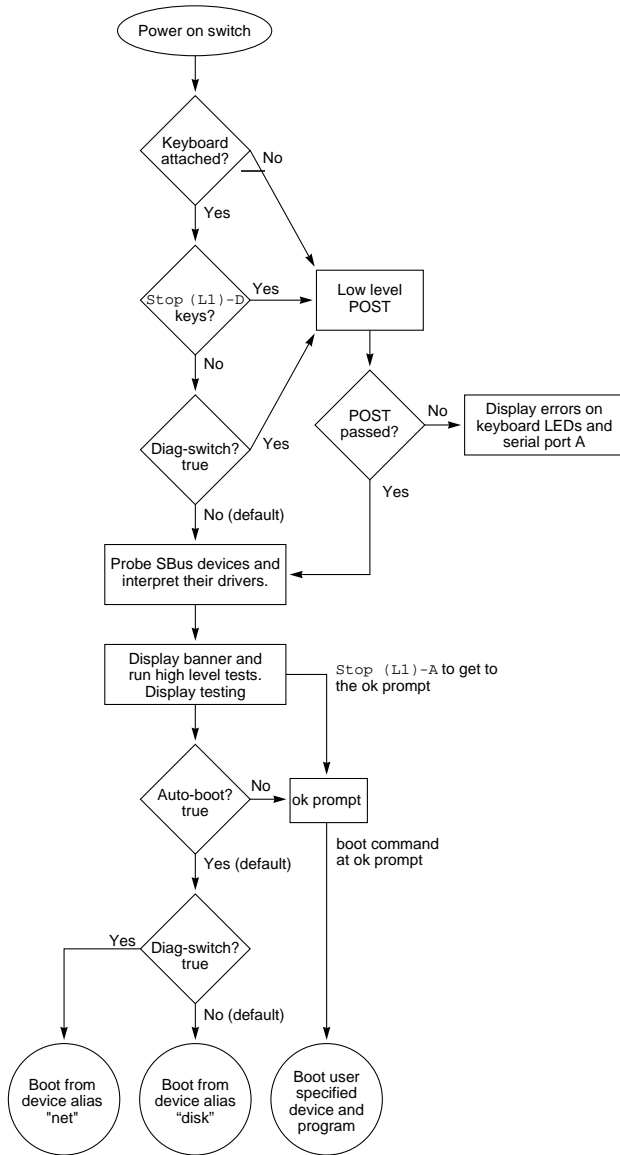 Power on switch
Keyboard
attached?
No
Yes
Stop (L1)-D
keys?
Yes
Low level
POST
No
Diag-switch?
true
Yes
POST
passed?
No
Display errors on
keyboard LEDs and
serial port A
Yes
No (default)
Probe SBus devices and
interpret their drivers.
Display banner and
run high level tests.
Display testing
Stop (L1)-A to get to
the ok prompt
Auto-boot?
true
No
ok prompt
boot command
at ok prompt
Yes (default)
Yes
Diag-switch?
true
No (default)
Boot from
device alias
"net"
Boot from
device alias
“disk”
Boot user
specified
device and
program